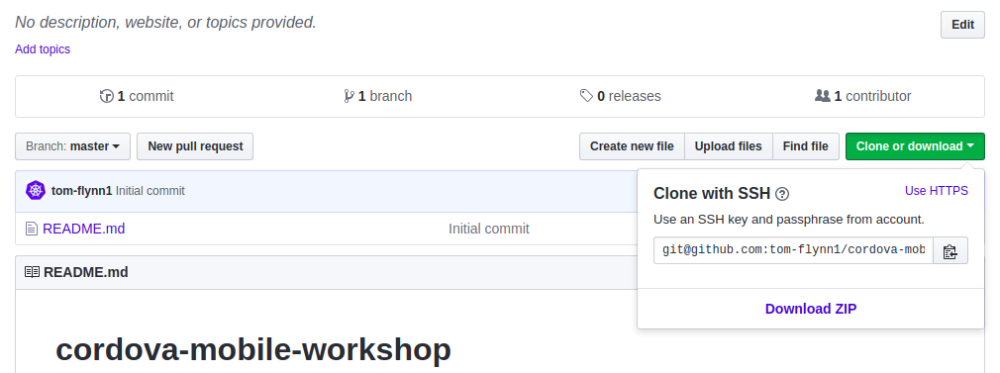 No description, website, or topics provided.
Edit
Add topics
1 commit
1 branch
0 releases
1 contributor
Branch: master
New pull request
Create new file
Upload files
Find file
Clone or download
tom-flynn1 Initial commit
README.md
Initial commit
Clone with SSH
Use HTTPS
Use an SSH key and passphrase from account.
git@github.com:tom-flynn1/cordova-mob
Download ZIP
README.md
cordova-mobile-workshop